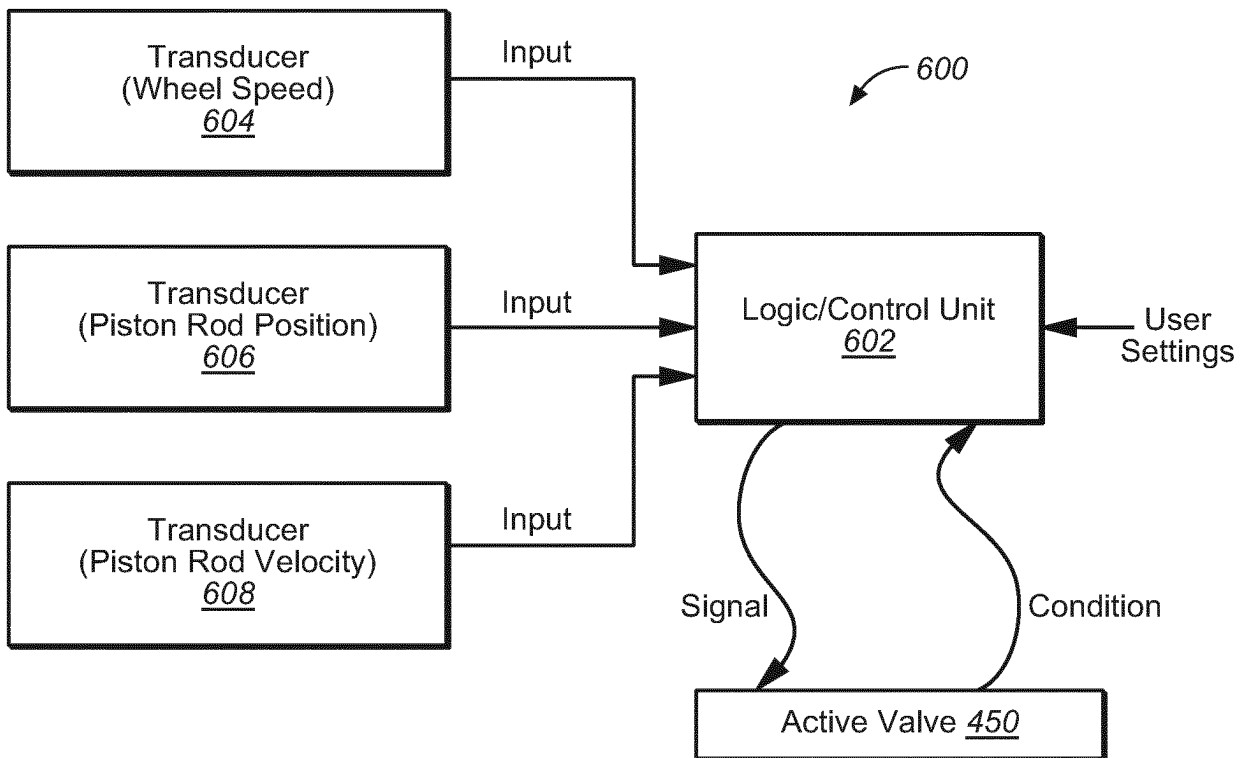 Transducer
(Wheel Speed)
604
Input
600
Transducer
(Piston Rod Position)
606
Input
Logic/Control Unit
602
User
Settings
Transducer
(Piston Rod Velocity)
608
Input
Signal
Condition
Active Valve 450